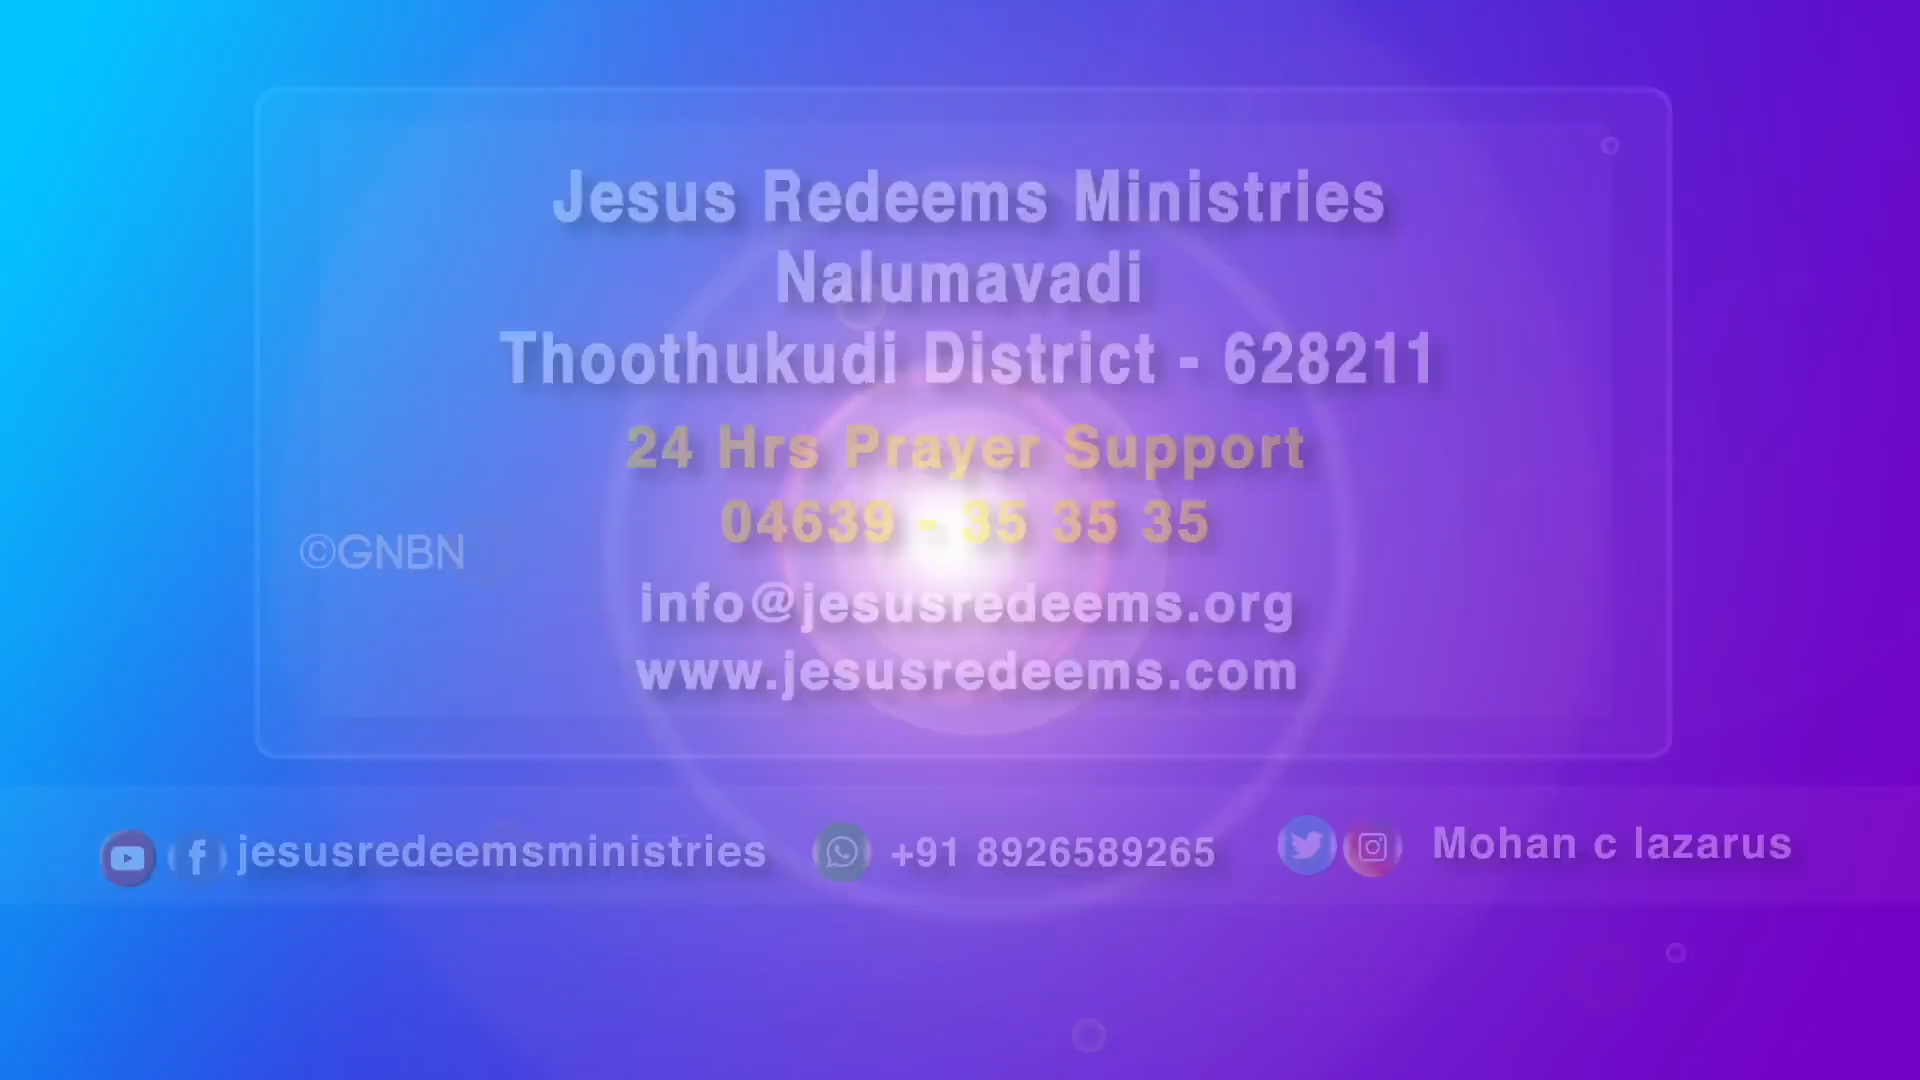 Jesus Redeems Ministries
Nalumavadi
Thoothukudi District - 628211
24 Hrs Prayer Support
04639 - 35 35 35
©GNBN
info@jesusredeems.org
www.jesusredeems.com
jesusredeemsministries
+91 8926589265
Mohan c lazarus